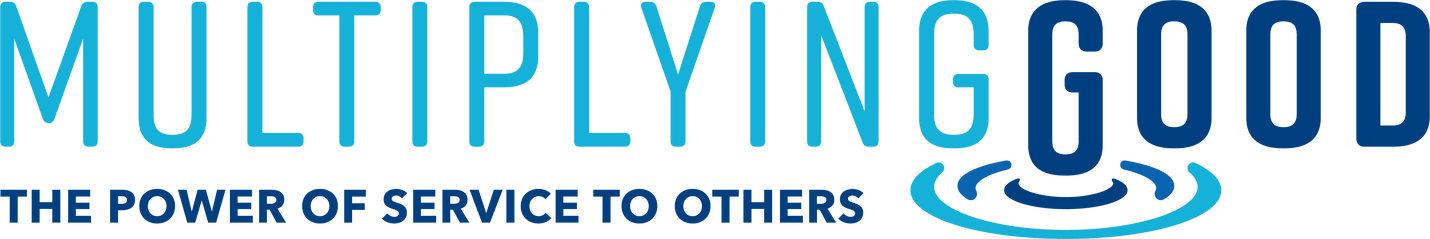 MULTIPLYINGGOOD
THE POWER OF SERVICE TO OTHERS